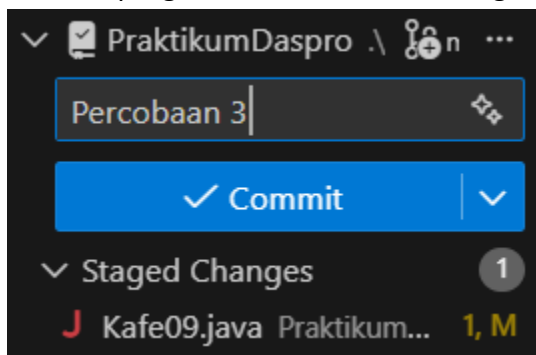 PraktikumDaspro .\ n ...
Percobaan 3
Commit
Staged Changes 1
J Kafe09.java Praktikum... 1, M